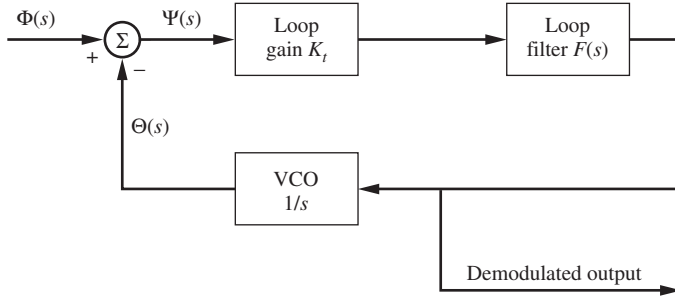 Φ(s)
Σ
+
−
Ψ(s)
Loop
gain K_t
Loop
filter F(s)
Θ(s)
VCO
1/s
Demodulated output